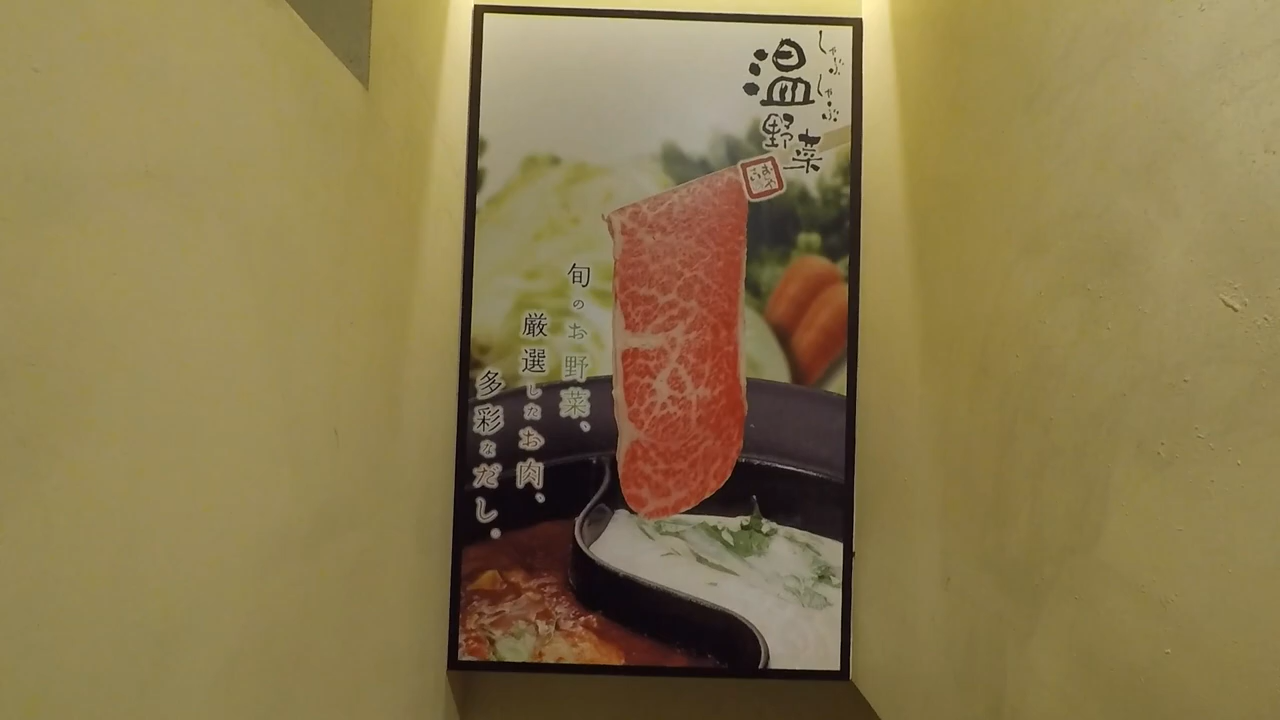 しゃぶしゃぶ
温野菜
旬のお野菜、
厳選したお肉、
多彩なだし。